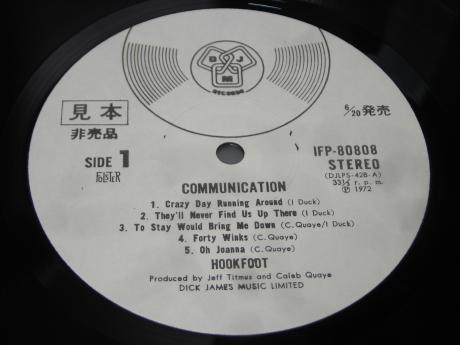 DJM
RECORDS
見本
非売品
6/20発売
SIDE 1
IFP-80808
STEREO
(DJLPS-428-A)
33⅓ r.p.m.
Ⓟ 1972
COMMUNICATION
1. Crazy Day Running Around (I Duck)
2. They'll Never Find Us Up There (I Duck)
3. To Stay Would Bring Me Down (C.Quaye/I Duck)
4. Forty Winks (C.Quaye)
5. Oh Joanna (C.Quaye)
HOOKFOOT
Produced by Jeff Titmus and Caleb Quaye
DICK JAMES MUSIC LIMITED